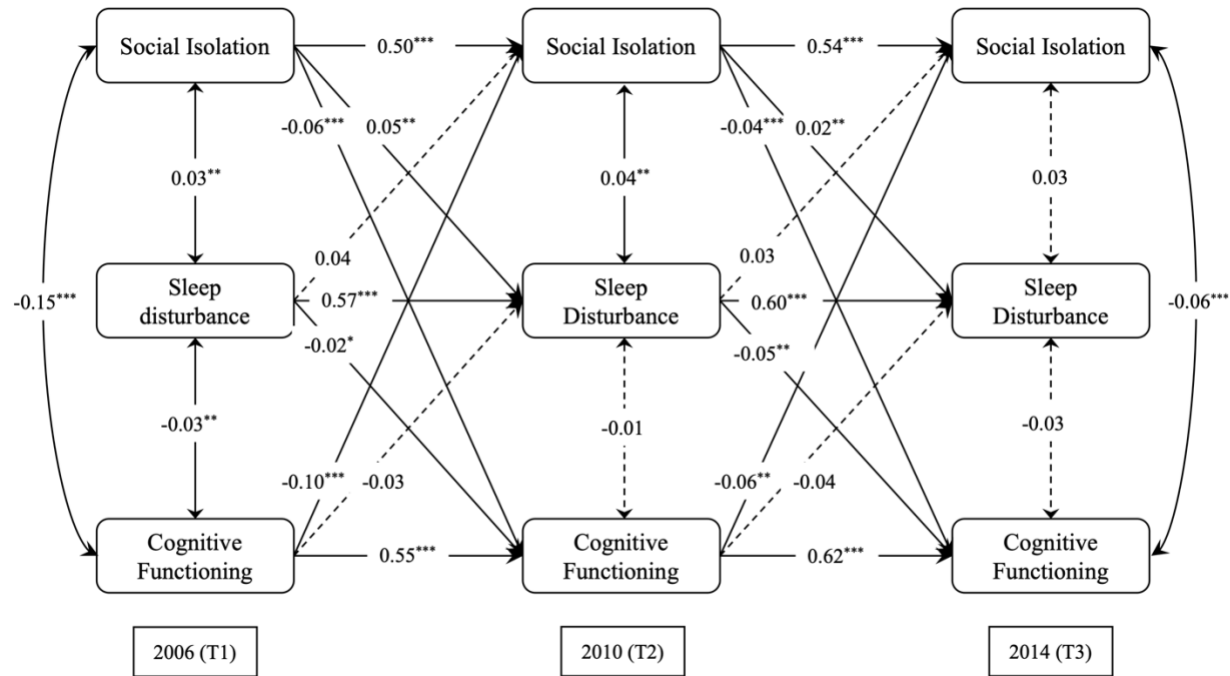 Social Isolation
0.50***
Social Isolation
0.54***
Social Isolation
-0.06***
0.05**
-0.04***
0.02**
0.03**
0.04**
0.03
0.04
0.03
-0.15***
Sleep
disturbance
0.57***
Sleep
Disturbance
0.60***
Sleep
Disturbance
-0.06***
-0.02*
-0.05**
-0.03**
-0.01
-0.03
-0.10***
-0.03
-0.06**
-0.04
Cognitive
Functioning
0.55***
Cognitive
Functioning
0.62***
Cognitive
Functioning
2006 (T1)
2010 (T2)
2014 (T3)